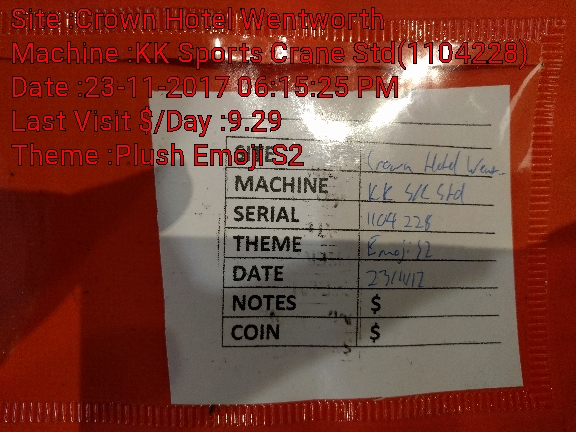 Site :Crown Hotel Wentworth
Machine :KK Sports Crane Std(1104228)
Date :23-11-2017 06:15:25 PM
Last Visit $/Day :9.29
Theme :Plush Emoji S2
SITE Crown Hotel Wen
MACHINE KK S/C Std
SERIAL 1104228
THEME Emoji S2
DATE 23/11/17
NOTES $
COIN $